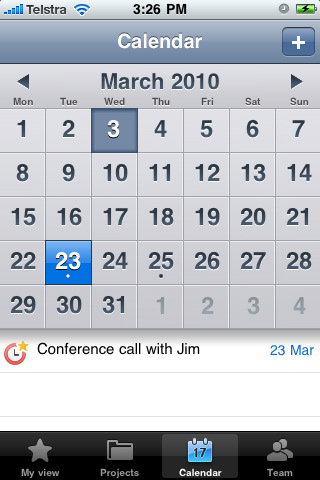 Telstra 3:26 PM
Calendar +
March 2010
Mon Tue Wed Thu Fri Sat Sun
1 2 3 4 5 6 7
8 9 10 11 12 13 14
15 16 17 18 19 20 21
22 23 24 25 26 27 28
29 30 31 1 2 3 4
Conference call with Jim 23 Mar
17
My view Projects Calendar Team